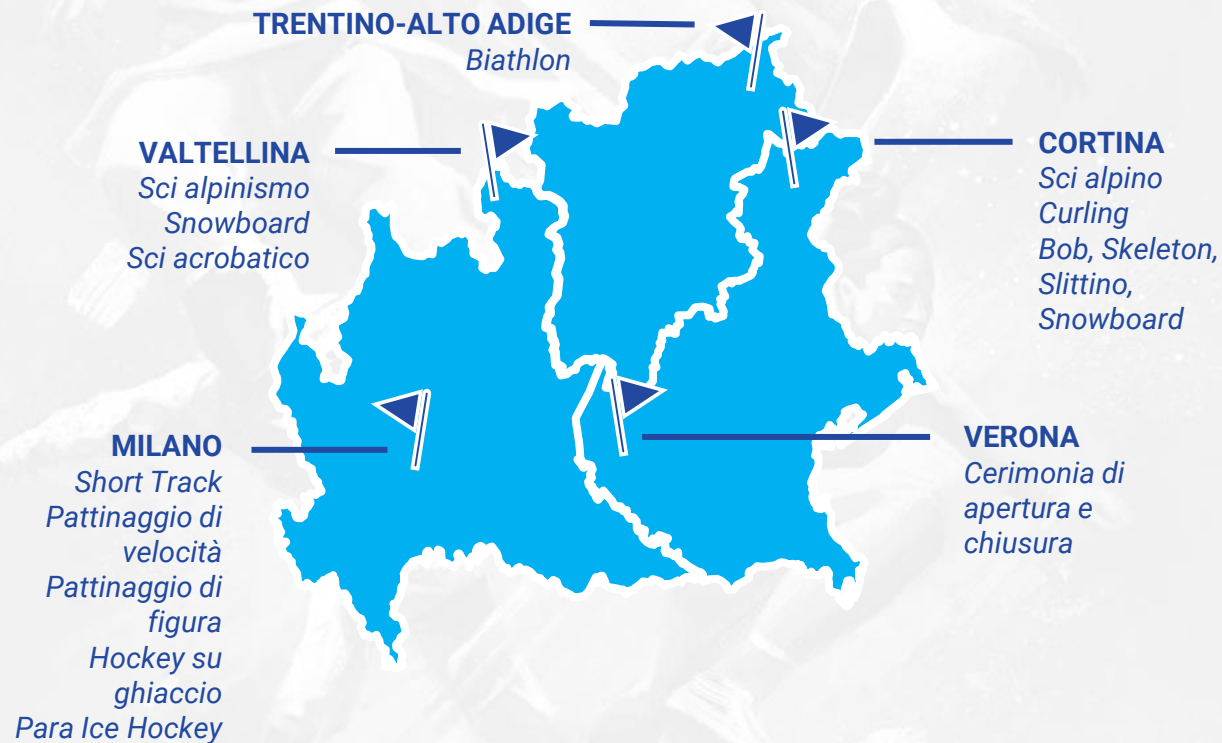 TRENTINO-ALTO ADIGE
Biathlon
VALTELLINA
Sci alpinismo
Snowboard
Sci acrobatico
CORTINA
Sci alpino
Curling
Bob, Skeleton,
Slittino,
Snowboard
MILANO
Short Track
Pattinaggio di
velocità
Pattinaggio di
figura
Hockey su
ghiaccio
Para Ice Hockey
VERONA
Cerimonia di
apertura e
chiusura